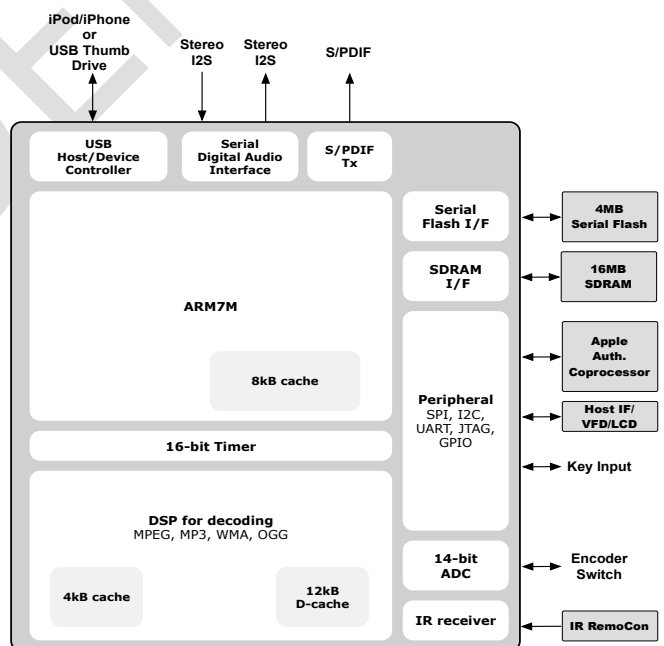 iPod/iPhone
or
USB Thumb
Drive
Stereo
I2S
Stereo
I2S
S/PDIF
USB
Host/Device
Controller
Serial
Digital Audio
Interface
S/PDIF
Tx
ARM7M
8kB cache
Serial
Flash I/F
4MB
Serial Flash
SDRAM
I/F
16MB
SDRAM
Peripheral
SPI, I2C,
UART, JTAG,
GPIO
Apple
Auth.
Coprocessor
Host IF/
VFD/LCD
Key Input
16-bit Timer
DSP for decoding
MPEG, MP3, WMA, OGG
4kB cache
12kB
D-cache
14-bit
ADC
Encoder
Switch
IR receiver
IR RemoCon